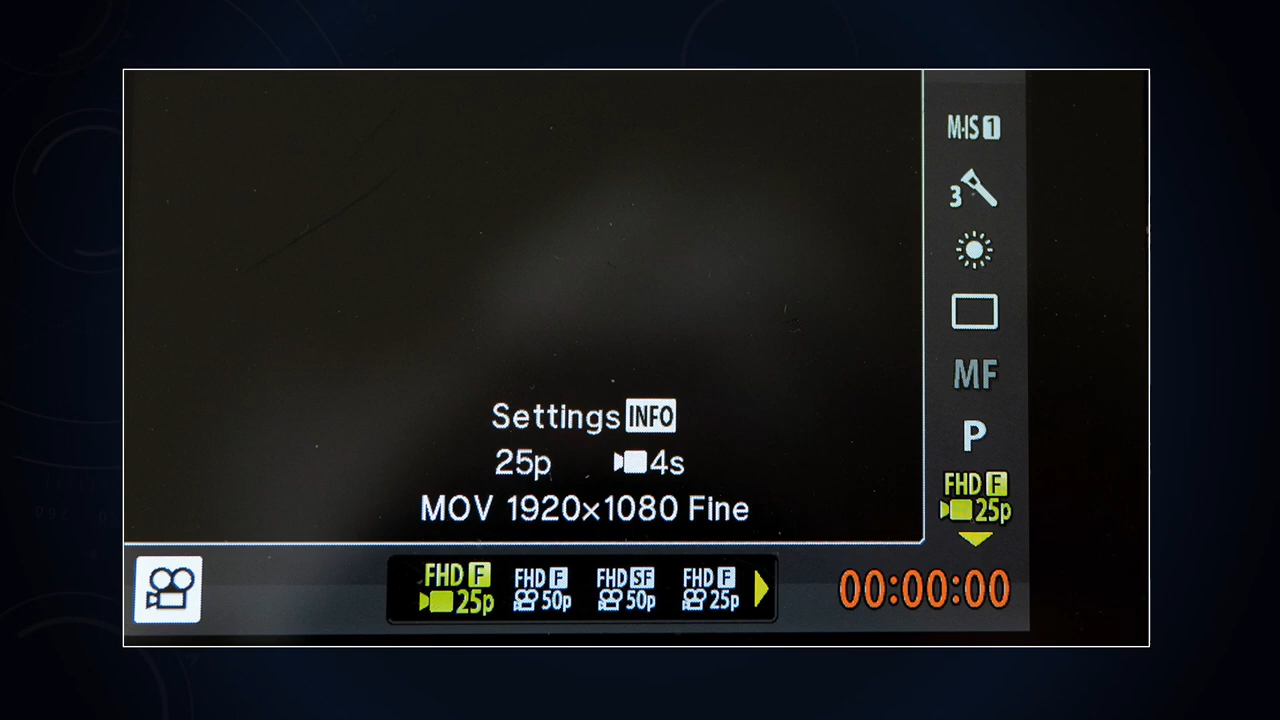 M-IS 1
3
MF
P
FHD F
25p
Settings INFO
25p 4s
MOV 1920×1080 Fine
FHD F FHD F FHD SF FHD F
25p 50p 50p 25p
00:00:00